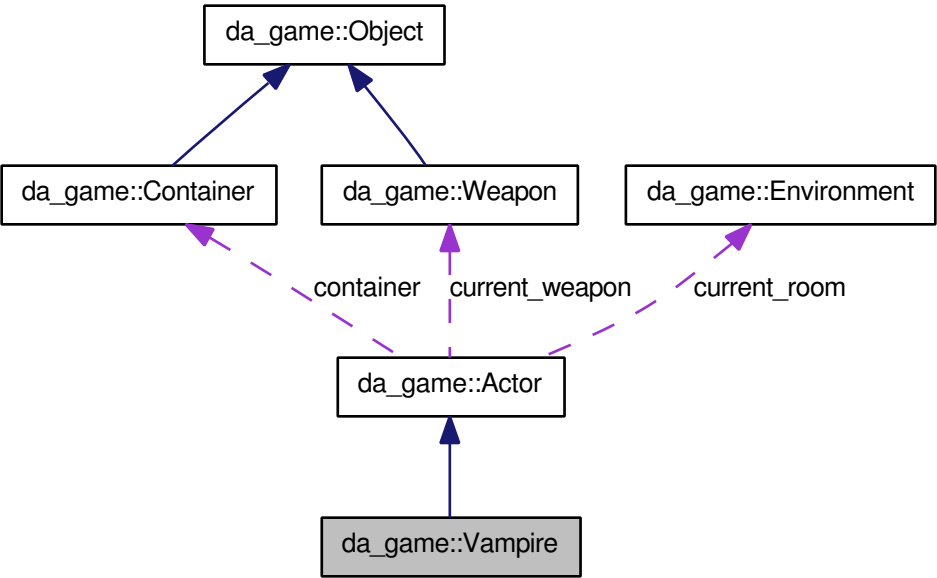 da_game::Object
da_game::Container
da_game::Weapon
da_game::Environment
container
current_weapon
current_room
da_game::Actor
da_game::Vampire